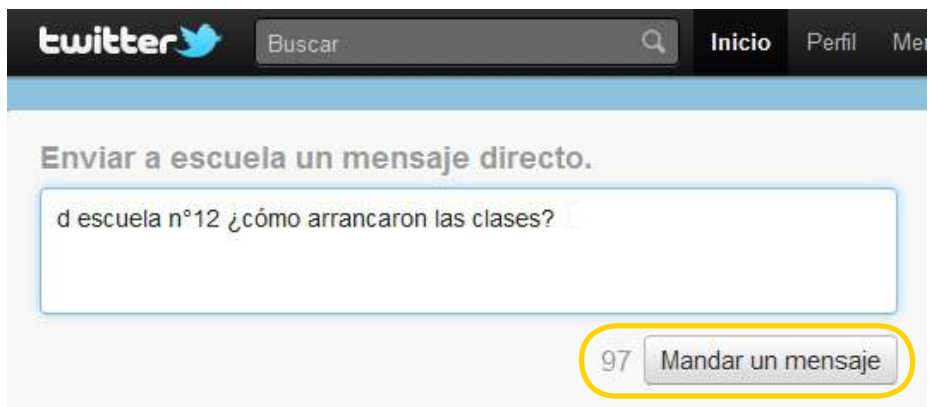 twitter Buscar Inicio Perfil
Enviar a escuela un mensaje directo.
d escuela n°12 ¿cómo arrancaron las clases?
97 Mandar un mensaje